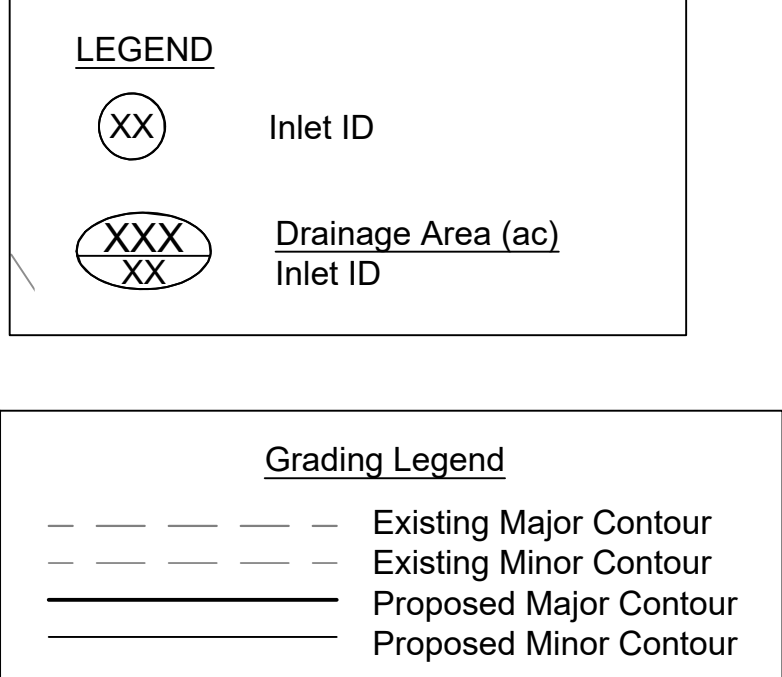 LEGEND
XX Inlet ID
XXX Drainage Area (ac)
XX Inlet ID
Grading Legend
Existing Major Contour
Existing Minor Contour
Proposed Major Contour
Proposed Minor Contour